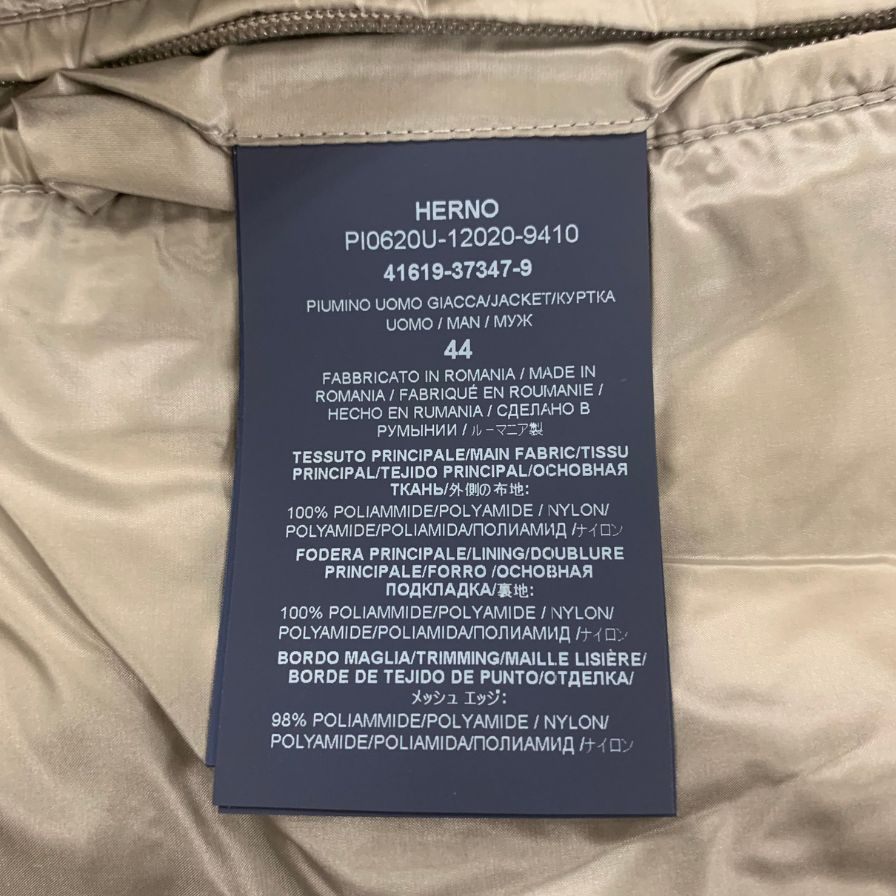 HERNO
PI0620U-12020-9410
41619-37347-9
PIUMINO UOMO GIACCA/JACKET/КУРТКА
UOMO / MAN / МУЖ
44
FABBRICATO IN ROMANIA / MADE IN
ROMANIA / FABRIQUÉ EN ROUMANIE /
HECHO EN RUMANIA / СДЕЛАНО В
РУМЫНИИ / ルーマニア製
TESSUTO PRINCIPALE/MAIN FABRIC/TISSU
PRINCIPAL/TEJIDO PRINCIPAL/ОСНОВНАЯ
ТКАНЬ/外側の布地:
100% POLIAMMIDE/POLYAMIDE / NYLON/
POLYAMIDE/POLIAMIDA/ПОЛИАМИД /ナイロン
FODERA PRINCIPALE/LINING/DOUBLURE
PRINCIPALE/FORRO /ОСНОВНАЯ
ПОДКЛАДКА/裏地:
100% POLIAMMIDE/POLYAMIDE / NYLON/
POLYAMIDE/POLIAMIDA/ПОЛИАМИД /ナイロン
BORDO MAGLIA/TRIMMING/MAILLE LISIÈRE/
BORDE DE TEJIDO DE PUNTO/ОТДЕЛКА/
メッシュ エッジ:
98% POLIAMMIDE/POLYAMIDE / NYLON/
POLYAMIDE/POLIAMIDA/ПОЛИАМИД /ナイロン